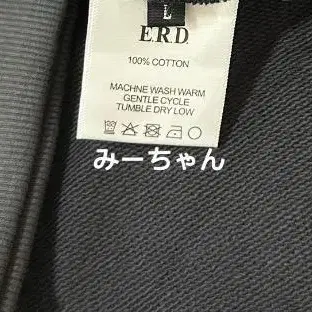 L
E.R.D.
100% COTTON
MACHNE WASH WARM
GENTLE CYCLE
TUMBLE DRY LOW
みーちゃん